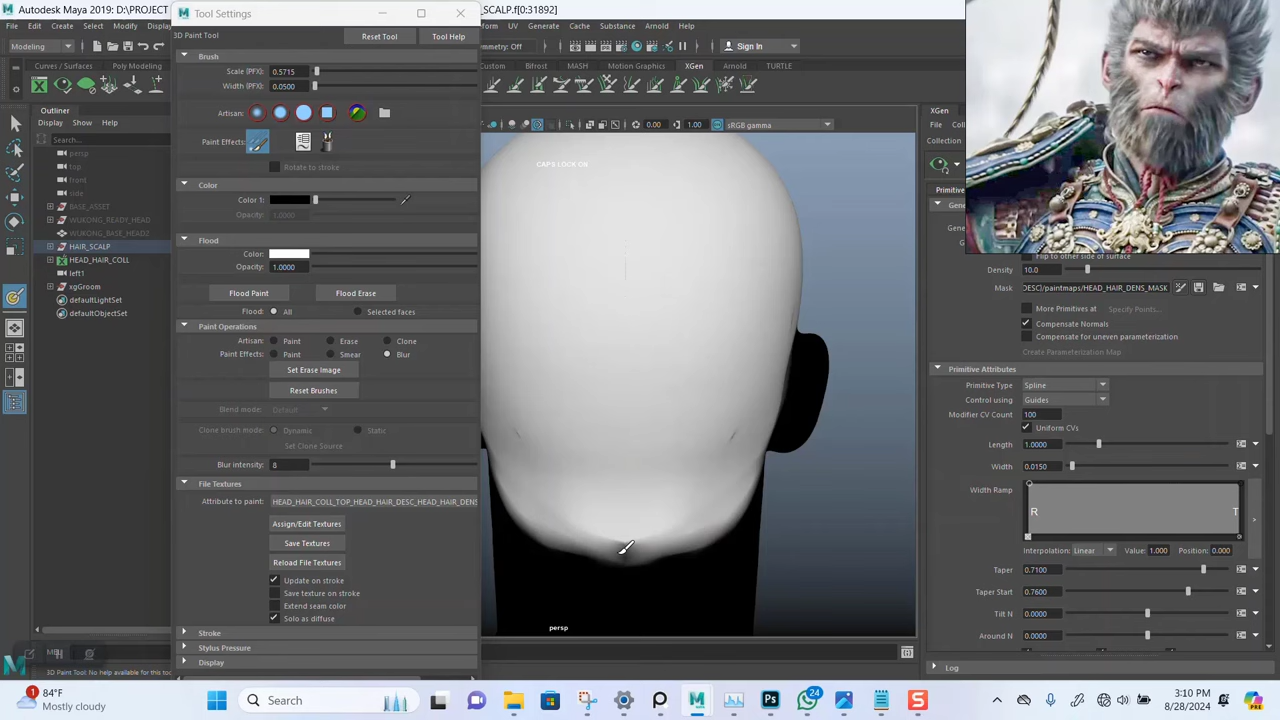 Autodesk Maya 2019: D:\PROJECT
SCALP.f[0:31892]
Tool Settings
File Edit Create Select Modify Display
UV Generate Cache Substance Arnold Help
Modeling
Symmetry: Off
Sign In
3D Paint Tool
Reset Tool Tool Help
Curves / Surfaces Poly Modeling
Custom Bifrost MASH Motion Graphics XGen Arnold TURTLE
Brush
Scale (PFX): 0.5715
Width (PFX): 0.0500
Artisan:
Paint Effects:
Rotate to stroke
Color
Color 1:
Opacity: 1.0000
Flood
Color:
Opacity: 1.0000
Flood Paint Flood Erase
Flood: All Selected faces
Paint Operations
Artisan: Paint Erase Clone
Paint Effects: Paint Smear Blur
Set Erase Image
Reset Brushes
Blend mode: Default
Clone brush mode: Dynamic Static
Set Clone Source
Blur intensity: 8
File Textures
Attribute to paint: HEAD_HAIR_COLL_TOP_HEAD_HAIR_DESC_HEAD_HAIR_DENS
Assign/Edit Textures
Save Textures
Reload File Textures
Update on stroke
Save texture on stroke
Extend seam color
Solo as diffuse
Stroke
Stylus Pressure
Display
Outliner
Display Show Help
Search...
persp
top
front
side
BASE_ASSET
WUKONG_READY_HEAD
WUKONG_BASE_HEADZ
HAIR_SCALP
HEAD_HAIR_COLL
left1
xgGroom
defaultLightSet
defaultObjectSet
0.00 1.00 sRGB gamma
CAPS LOCK ON
persp
XGen
File
Collection
Flip to other side of surface
Density 10.0
Mask DESC}/paintmaps/HEAD_HAIR_DENS_MASK
More Primitives at Specify Points...
Compensate Normals
Compensate for uneven parameterization
Create Parameterization Map
Primitive Attributes
Primitive Type Spline
Control using Guides
Modifier CV Count 100
Uniform CVs
Length 1.0000
Width 0.0150
Width Ramp R T
Interpolation: Linear Value: 1.000 Position: 0.000
Taper 0.7100
Taper Start 0.7600
Tilt N 0.0000
Around N 0.0000
Log
3D Paint Tool: No help available for this tool
1 84°F
Mostly cloudy
Search
24
3:10 PM
8/28/2024